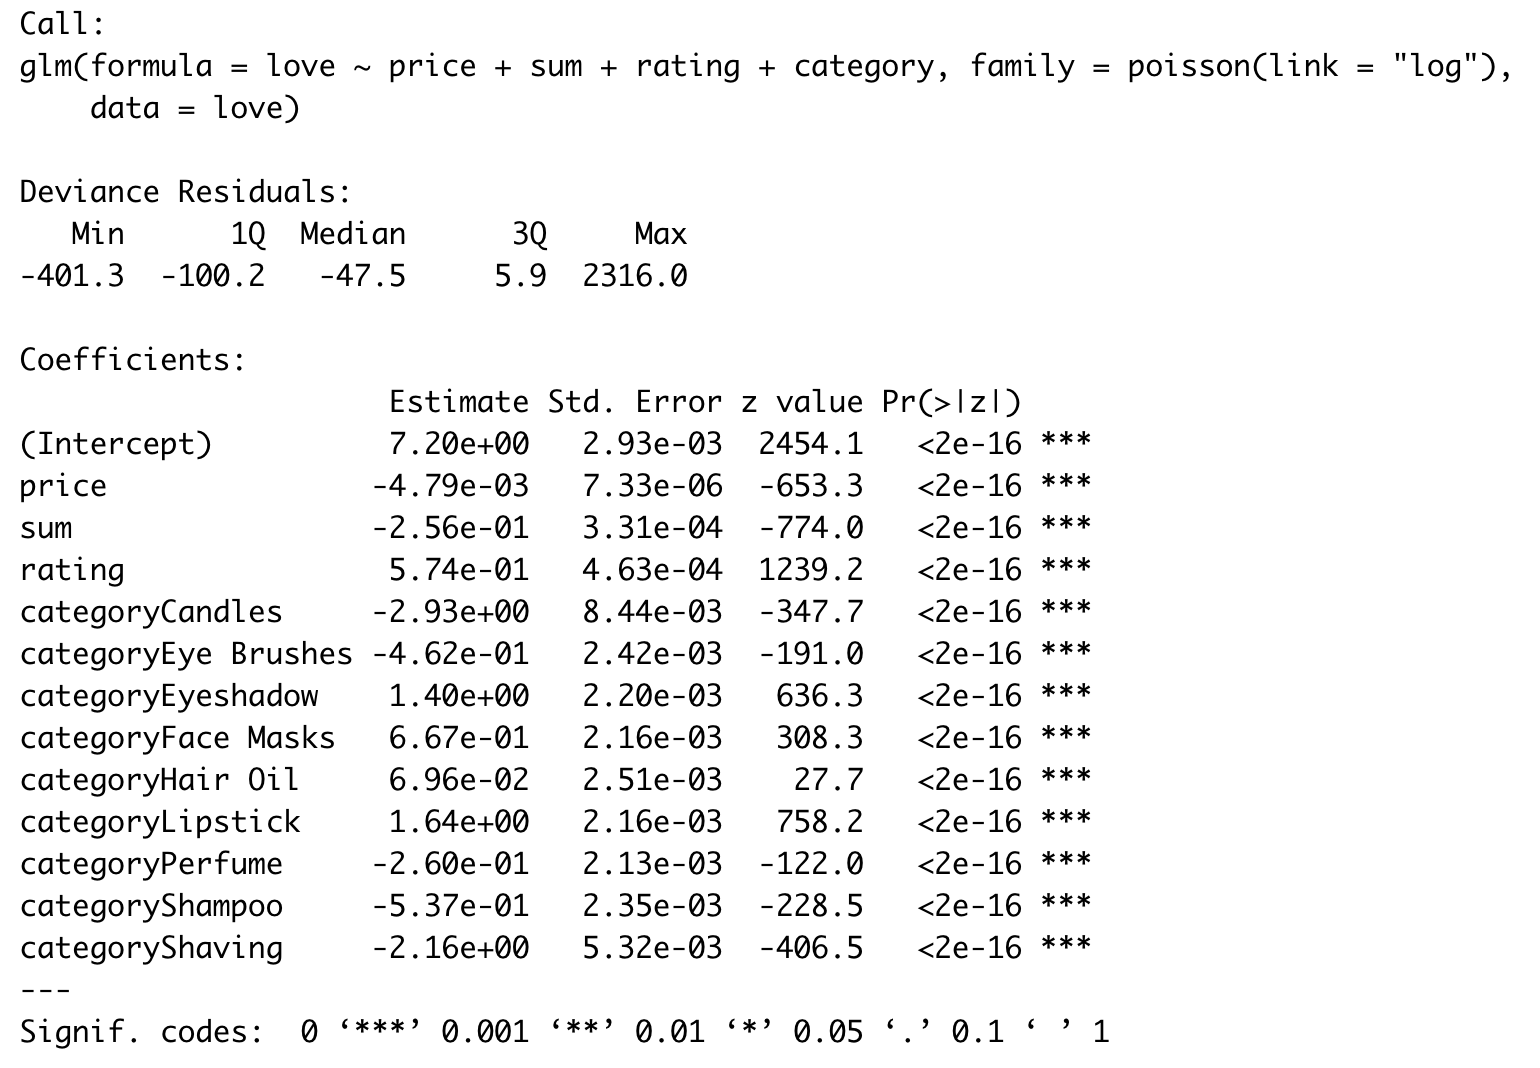 Call:
glm(formula = love ~ price + sum + rating + category, family = poisson(link = "log"),
    data = love)

Deviance Residuals:
   Min      1Q  Median      3Q     Max
-401.3  -100.2   -47.5     5.9  2316.0

Coefficients:
                     Estimate Std. Error z value Pr(>|z|)
(Intercept)          7.20e+00   2.93e-03  2454.1   <2e-16 ***
price               -4.79e-03   7.33e-06  -653.3   <2e-16 ***
sum                 -2.56e-01   3.31e-04  -774.0   <2e-16 ***
rating               5.74e-01   4.63e-04  1239.2   <2e-16 ***
categoryCandles     -2.93e+00   8.44e-03  -347.7   <2e-16 ***
categoryEye Brushes -4.62e-01   2.42e-03  -191.0   <2e-16 ***
categoryEyeshadow    1.40e+00   2.20e-03   636.3   <2e-16 ***
categoryFace Masks   6.67e-01   2.16e-03   308.3   <2e-16 ***
categoryHair Oil     6.96e-02   2.51e-03    27.7   <2e-16 ***
categoryLipstick     1.64e+00   2.16e-03   758.2   <2e-16 ***
categoryPerfume     -2.60e-01   2.13e-03  -122.0   <2e-16 ***
categoryShampoo     -5.37e-01   2.35e-03  -228.5   <2e-16 ***
categoryShaving     -2.16e+00   5.32e-03  -406.5   <2e-16 ***
---
Signif. codes:  0 ‘***’ 0.001 ‘**’ 0.01 ‘*’ 0.05 ‘.’ 0.1 ‘ ’ 1